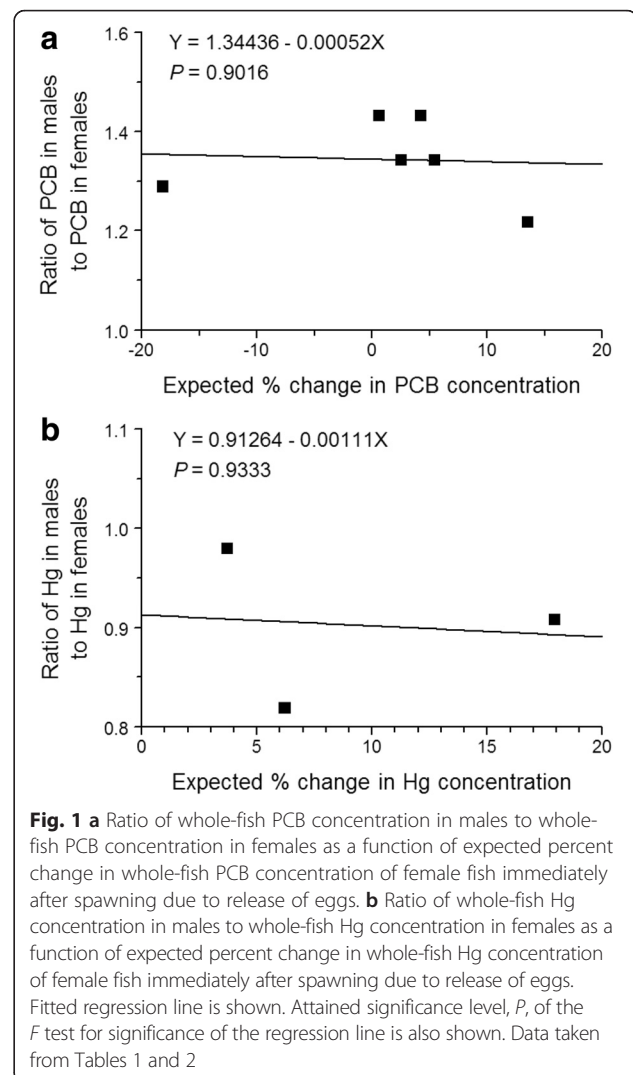 a
Y = 1.34436 - 0.00052X
P = 0.9016
Ratio of PCB in males
to PCB in females
1.6
1.4
1.2
1.0
-20
-10
0
10
20
Expected % change in PCB concentration
b
Y = 0.91264 - 0.00111X
P = 0.9333
Ratio of Hg in males
to Hg in females
1.1
1.0
0.9
0.8
0
5
10
15
20
Expected % change in Hg concentration
Fig. 1 a Ratio of whole-fish PCB concentration in males to whole-
fish PCB concentration in females as a function of expected percent
change in whole-fish PCB concentration of female fish immediately
after spawning due to release of eggs. b Ratio of whole-fish Hg
concentration in males to whole-fish Hg concentration in females as a
function of expected percent change in whole-fish Hg concentration
of female fish immediately after spawning due to release of eggs.
Fitted regression line is shown. Attained significance level, P, of the
F test for significance of the regression line is also shown. Data taken
from Tables 1 and 2